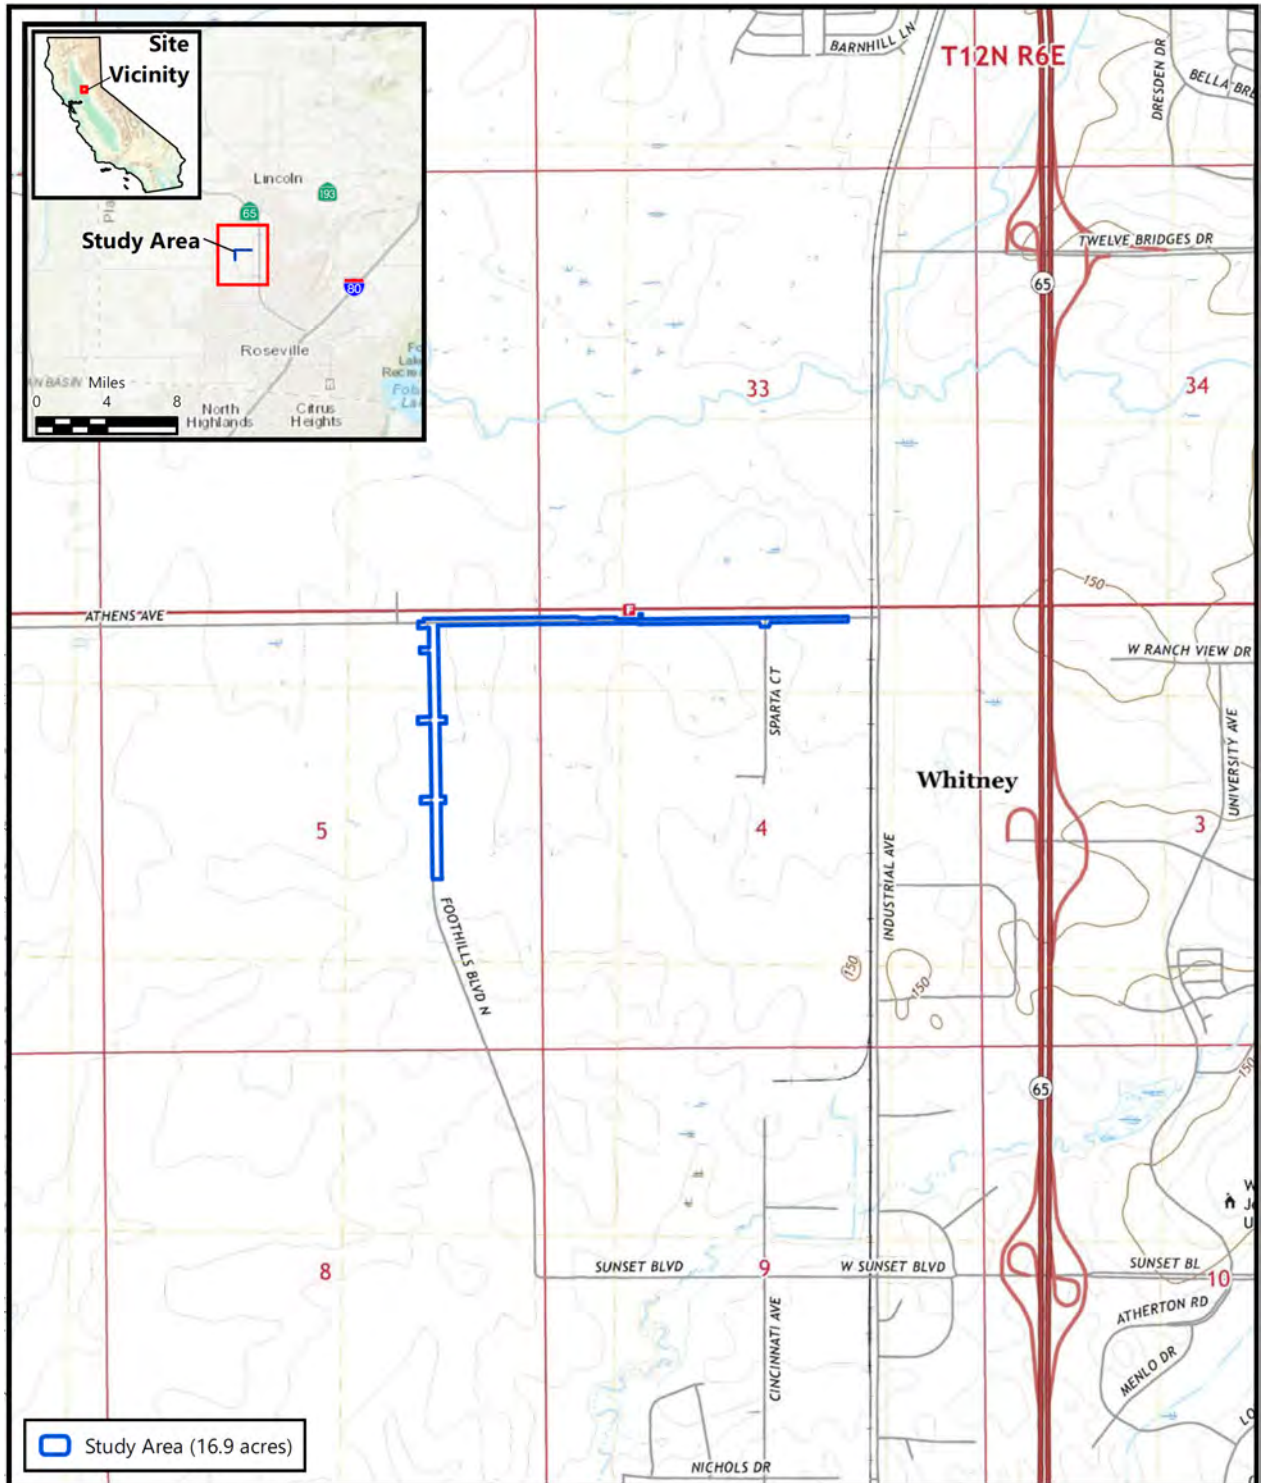 Site
Vicinity
Lincoln
193
65
Study Area
80
Roseville
Miles
0 4 8
North
Highlands
Citrus
Heights
BARNHILL LN
T12N R6E
DRESDEN DR
TWELVE BRIDGES DR
65
33
34
ATHENS AVE
F
150
W RANCH VIEW DR
SPARTA CT
UNIVERSITY AVE
Whitney
5
4
3
INDUSTRIAL AVE
FOOTHILLS BLVD N
150
150
150
65
8
SUNSET BLVD
9
W SUNSET BLVD
SUNSET BL
10
ATHERTON RD
CINCINNATI AVE
MENLO DR
Study Area (16.9 acres)
NICHOLS DR